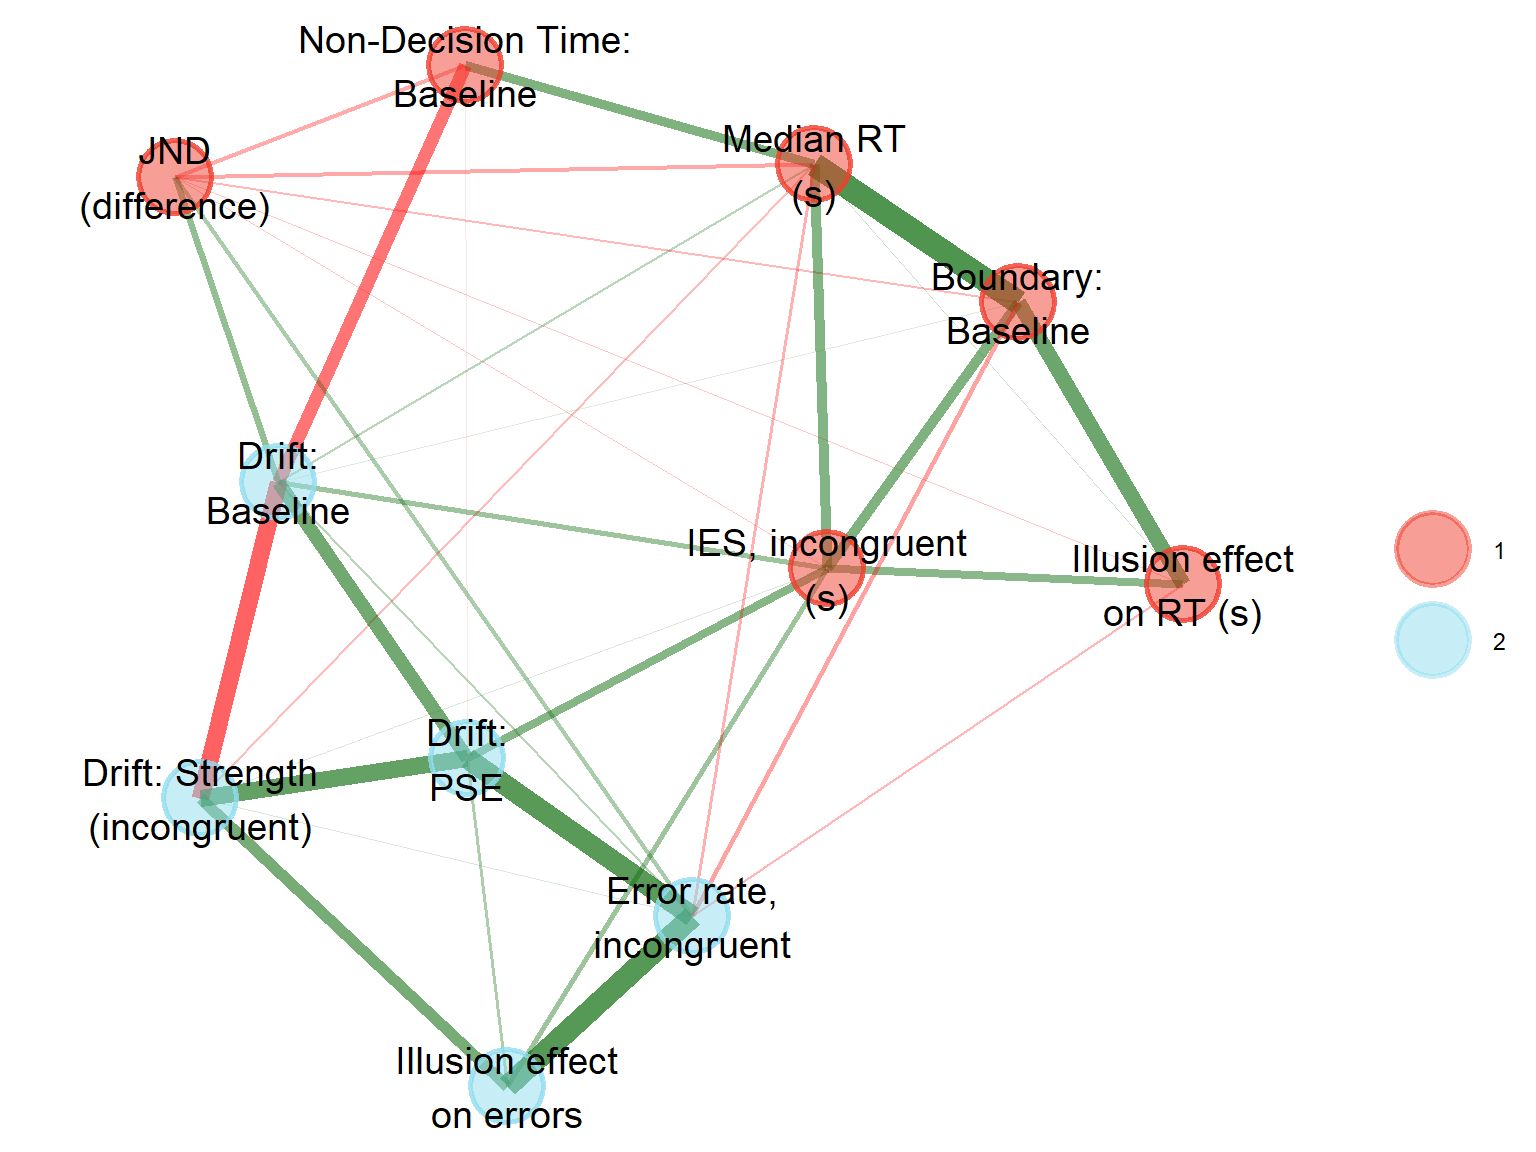 Non-Decision Time:
Baseline
JND
(difference)
Median RT
(s)
Boundary:
Baseline
Drift:
Baseline
IES, incongruent
(s)
Illusion effect
on RT (s)
1
2
Drift: Strength
(incongruent)
Drift:
PSE
Error rate,
incongruent
Illusion effect
on errors